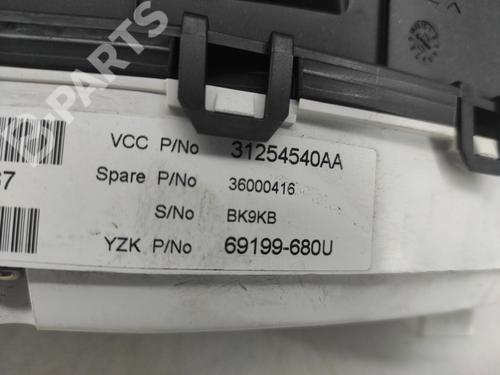 B-PARTS
VCC P/No 31254540AA
Spare P/No 36000416
S/No BK9KB
YZK P/No 69199-680U